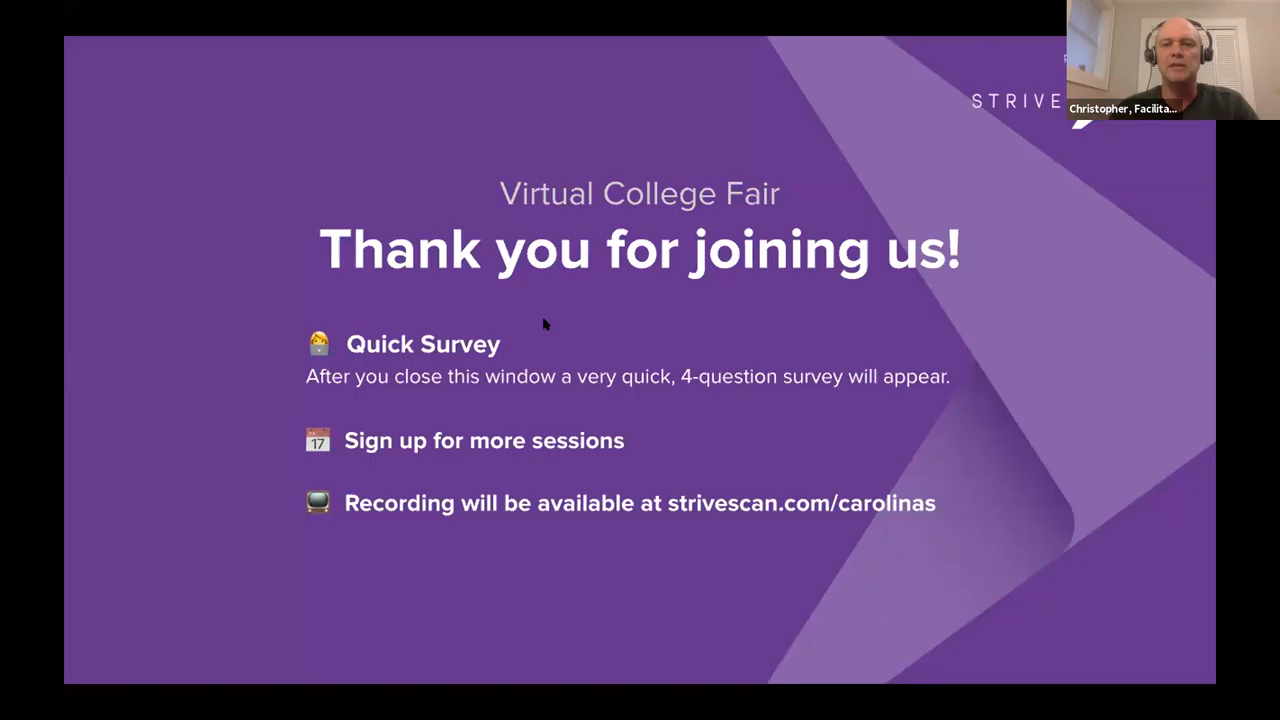 STRIVE
Christopher, Facilita...
Virtual College Fair
Thank you for joining us!
Quick Survey
After you close this window a very quick, 4-question survey will appear.
17 Sign up for more sessions
Recording will be available at strivescan.com/carolinas